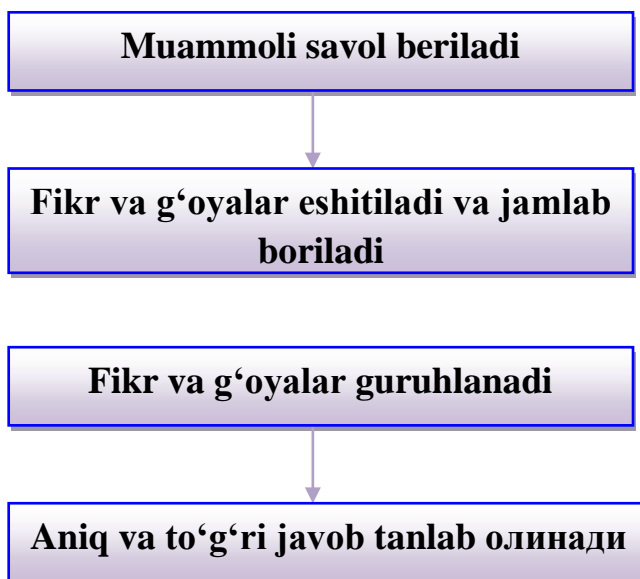 Muammoli savol beriladi
Fikr va g‘oyalar eshitiladi va jamlab
boriladi
Fikr va g‘oyalar guruhlanadi
Aniq va to‘g‘ri javob tanlab олинади